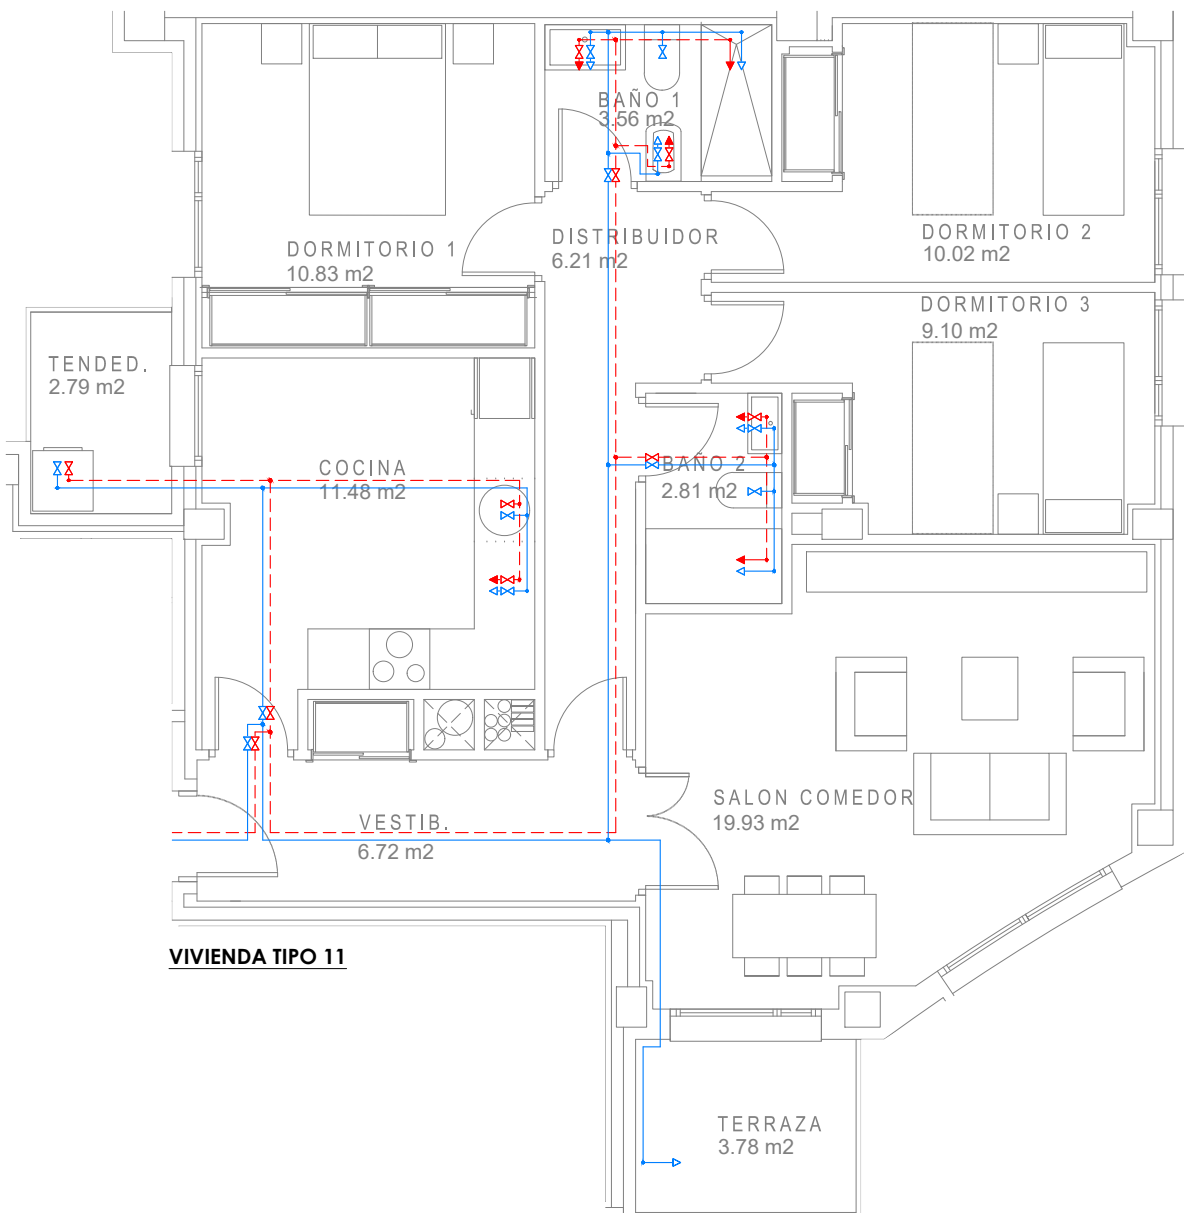 BAÑO 1
3.56 m2
DORMITORIO 1
10.83 m2
DISTRIBUIDOR
6.21 m2
DORMITORIO 2
10.02 m2
DORMITORIO 3
9.10 m2
TENDED.
2.79 m2
COCINA
11.48 m2
BAÑO 2
2.81 m2
SALON COMEDOR
19.93 m2
VESTIB.
6.72 m2
VIVIENDA TIPO 11
TERRAZA
3.78 m2